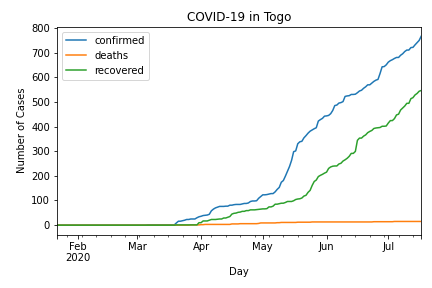 COVID-19 in Togo
confirmed
deaths
recovered
Number of Cases
800
700
600
500
400
300
200
100
0
Feb Mar Apr May Jun Jul
2020
Day